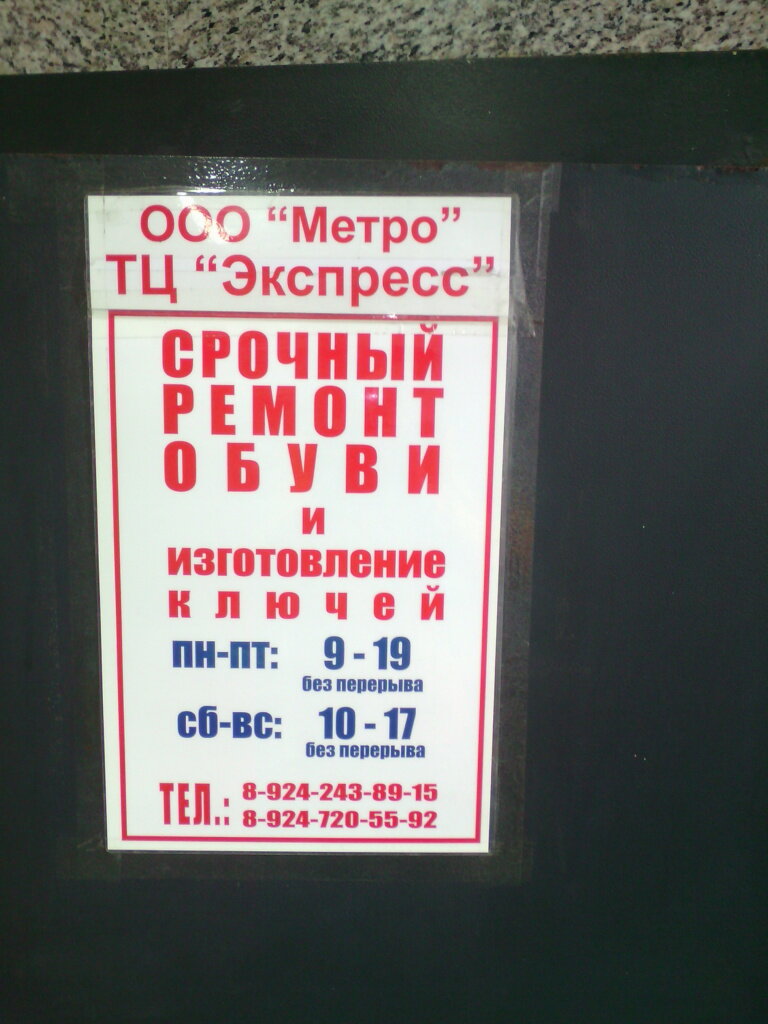 ООО “Метро”
ТЦ “Экспресс”
СРОЧНЫЙ
РЕМОНТ
ОБУВИ
и
изготовление
ключей
пн-пт: 9 - 19
без перерыва
сб-вс: 10 - 17
без перерыва
ТЕЛ.: 8-924-243-89-15
8-924-720-55-92